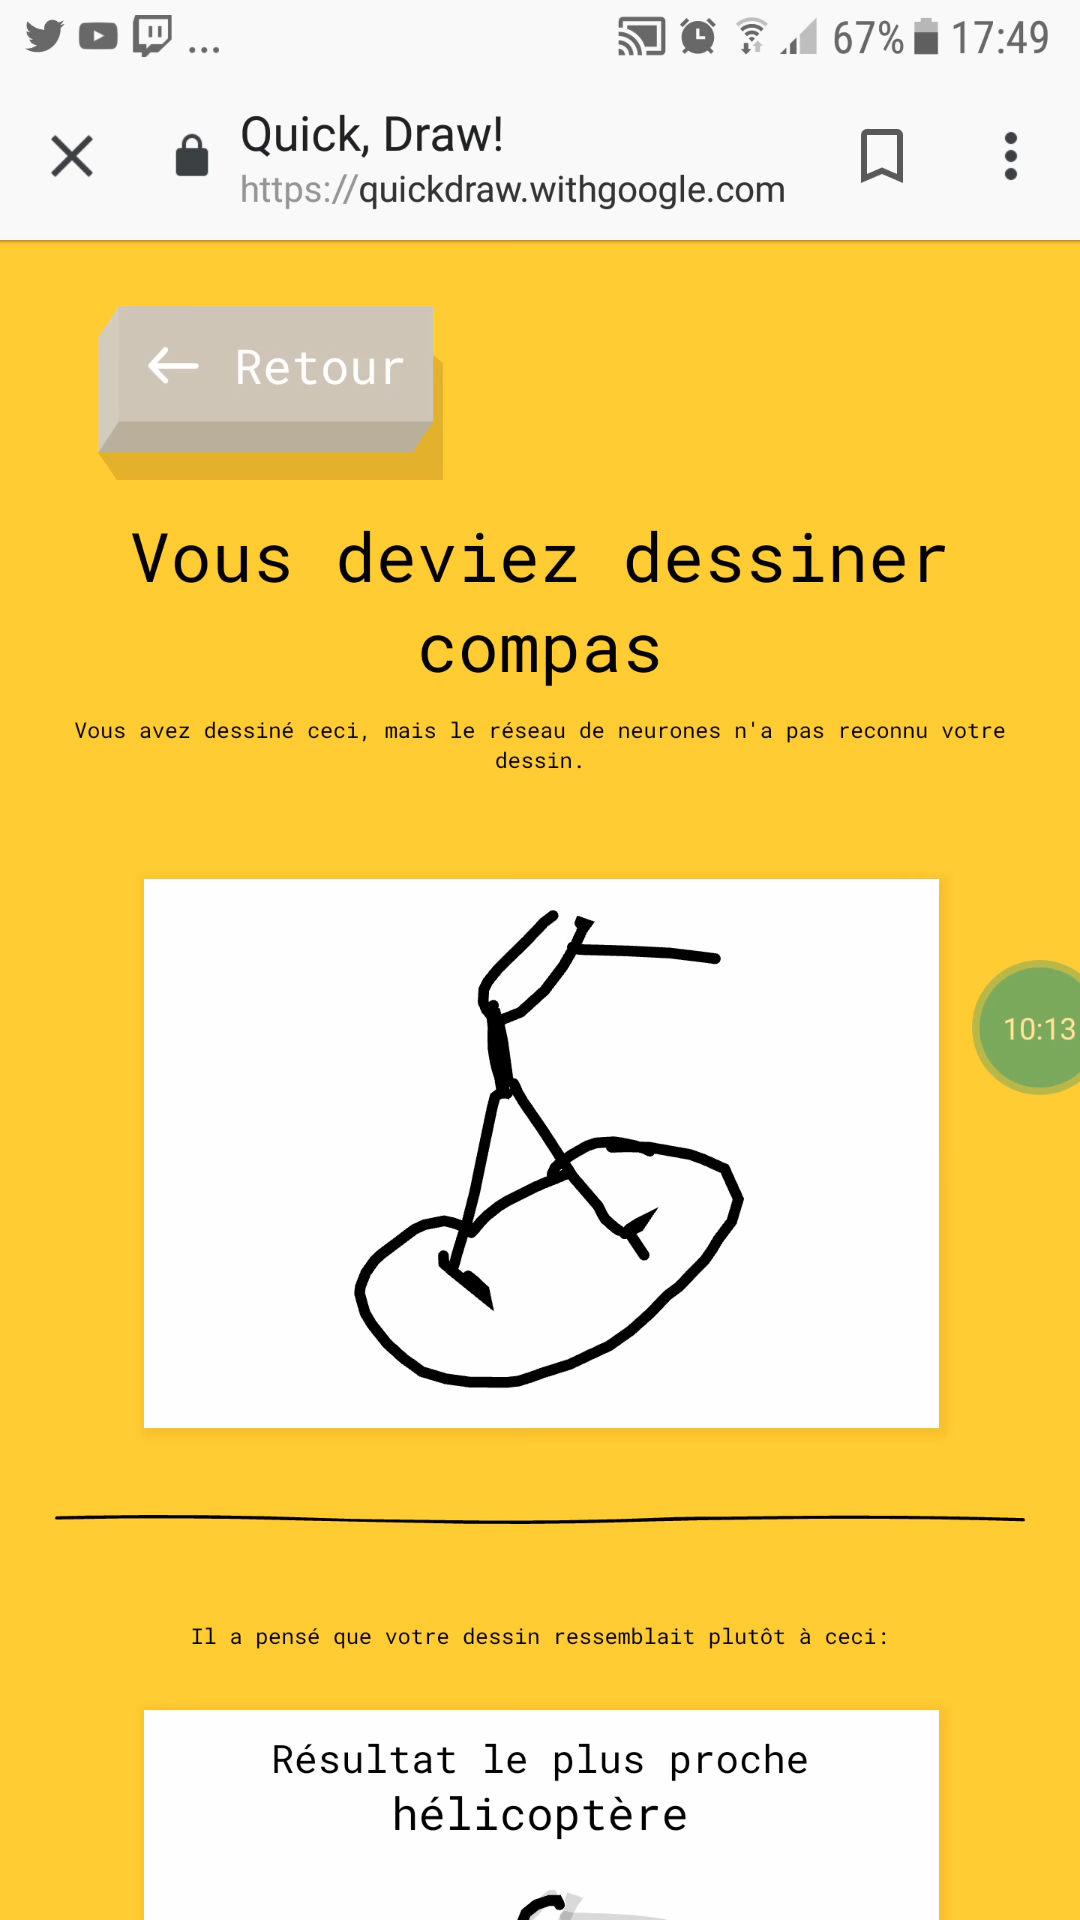 ... 67% 17:49
Quick, Draw!
https://quickdraw.withgoogle.com
← Retour
Vous deviez dessiner
compas
Vous avez dessiné ceci, mais le réseau de neurones n'a pas reconnu votre
dessin.
10:13
Il a pensé que votre dessin ressemblait plutôt à ceci:
Résultat le plus proche
hélicoptère